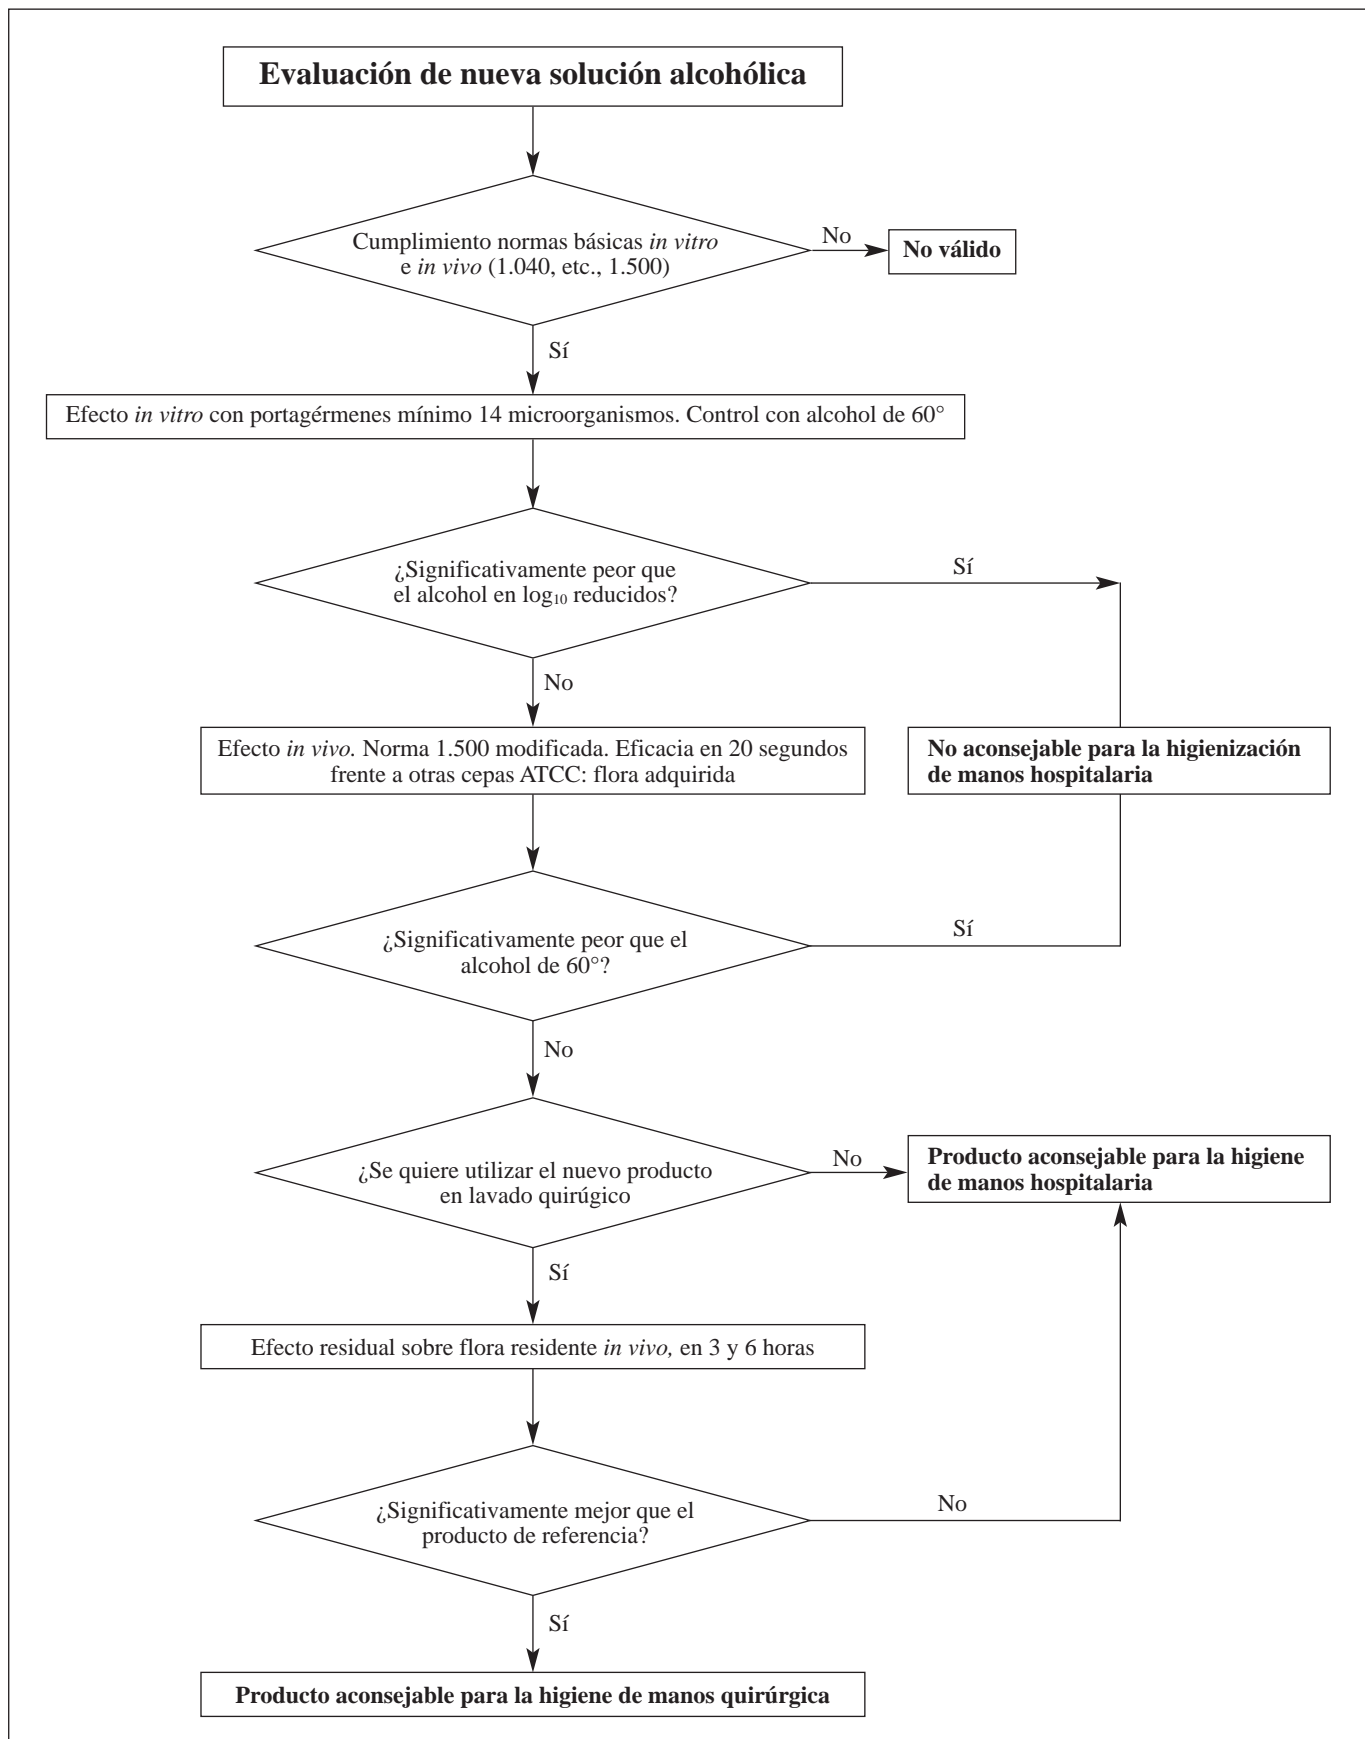 Evaluación de nueva solución alcohólica
Cumplimiento normas básicas in vitro
e in vivo (1.040, etc., 1.500)
No
No válido
Sí
Efecto in vitro con portagérmenes mínimo 14 microorganismos. Control con alcohol de 60°
¿Significativamente peor que
el alcohol en log₁₀ reducidos?
Sí
No
Efecto in vivo. Norma 1.500 modificada. Eficacia en 20 segundos
frente a otras cepas ATCC: flora adquirida
No aconsejable para la higienización
de manos hospitalaria
¿Significativamente peor que el
alcohol de 60°?
Sí
No
¿Se quiere utilizar el nuevo producto
en lavado quirúgico
No
Producto aconsejable para la higiene
de manos hospitalaria
Sí
Efecto residual sobre flora residente in vivo, en 3 y 6 horas
¿Significativamente mejor que el
producto de referencia?
No
Sí
Producto aconsejable para la higiene de manos quirúrgica